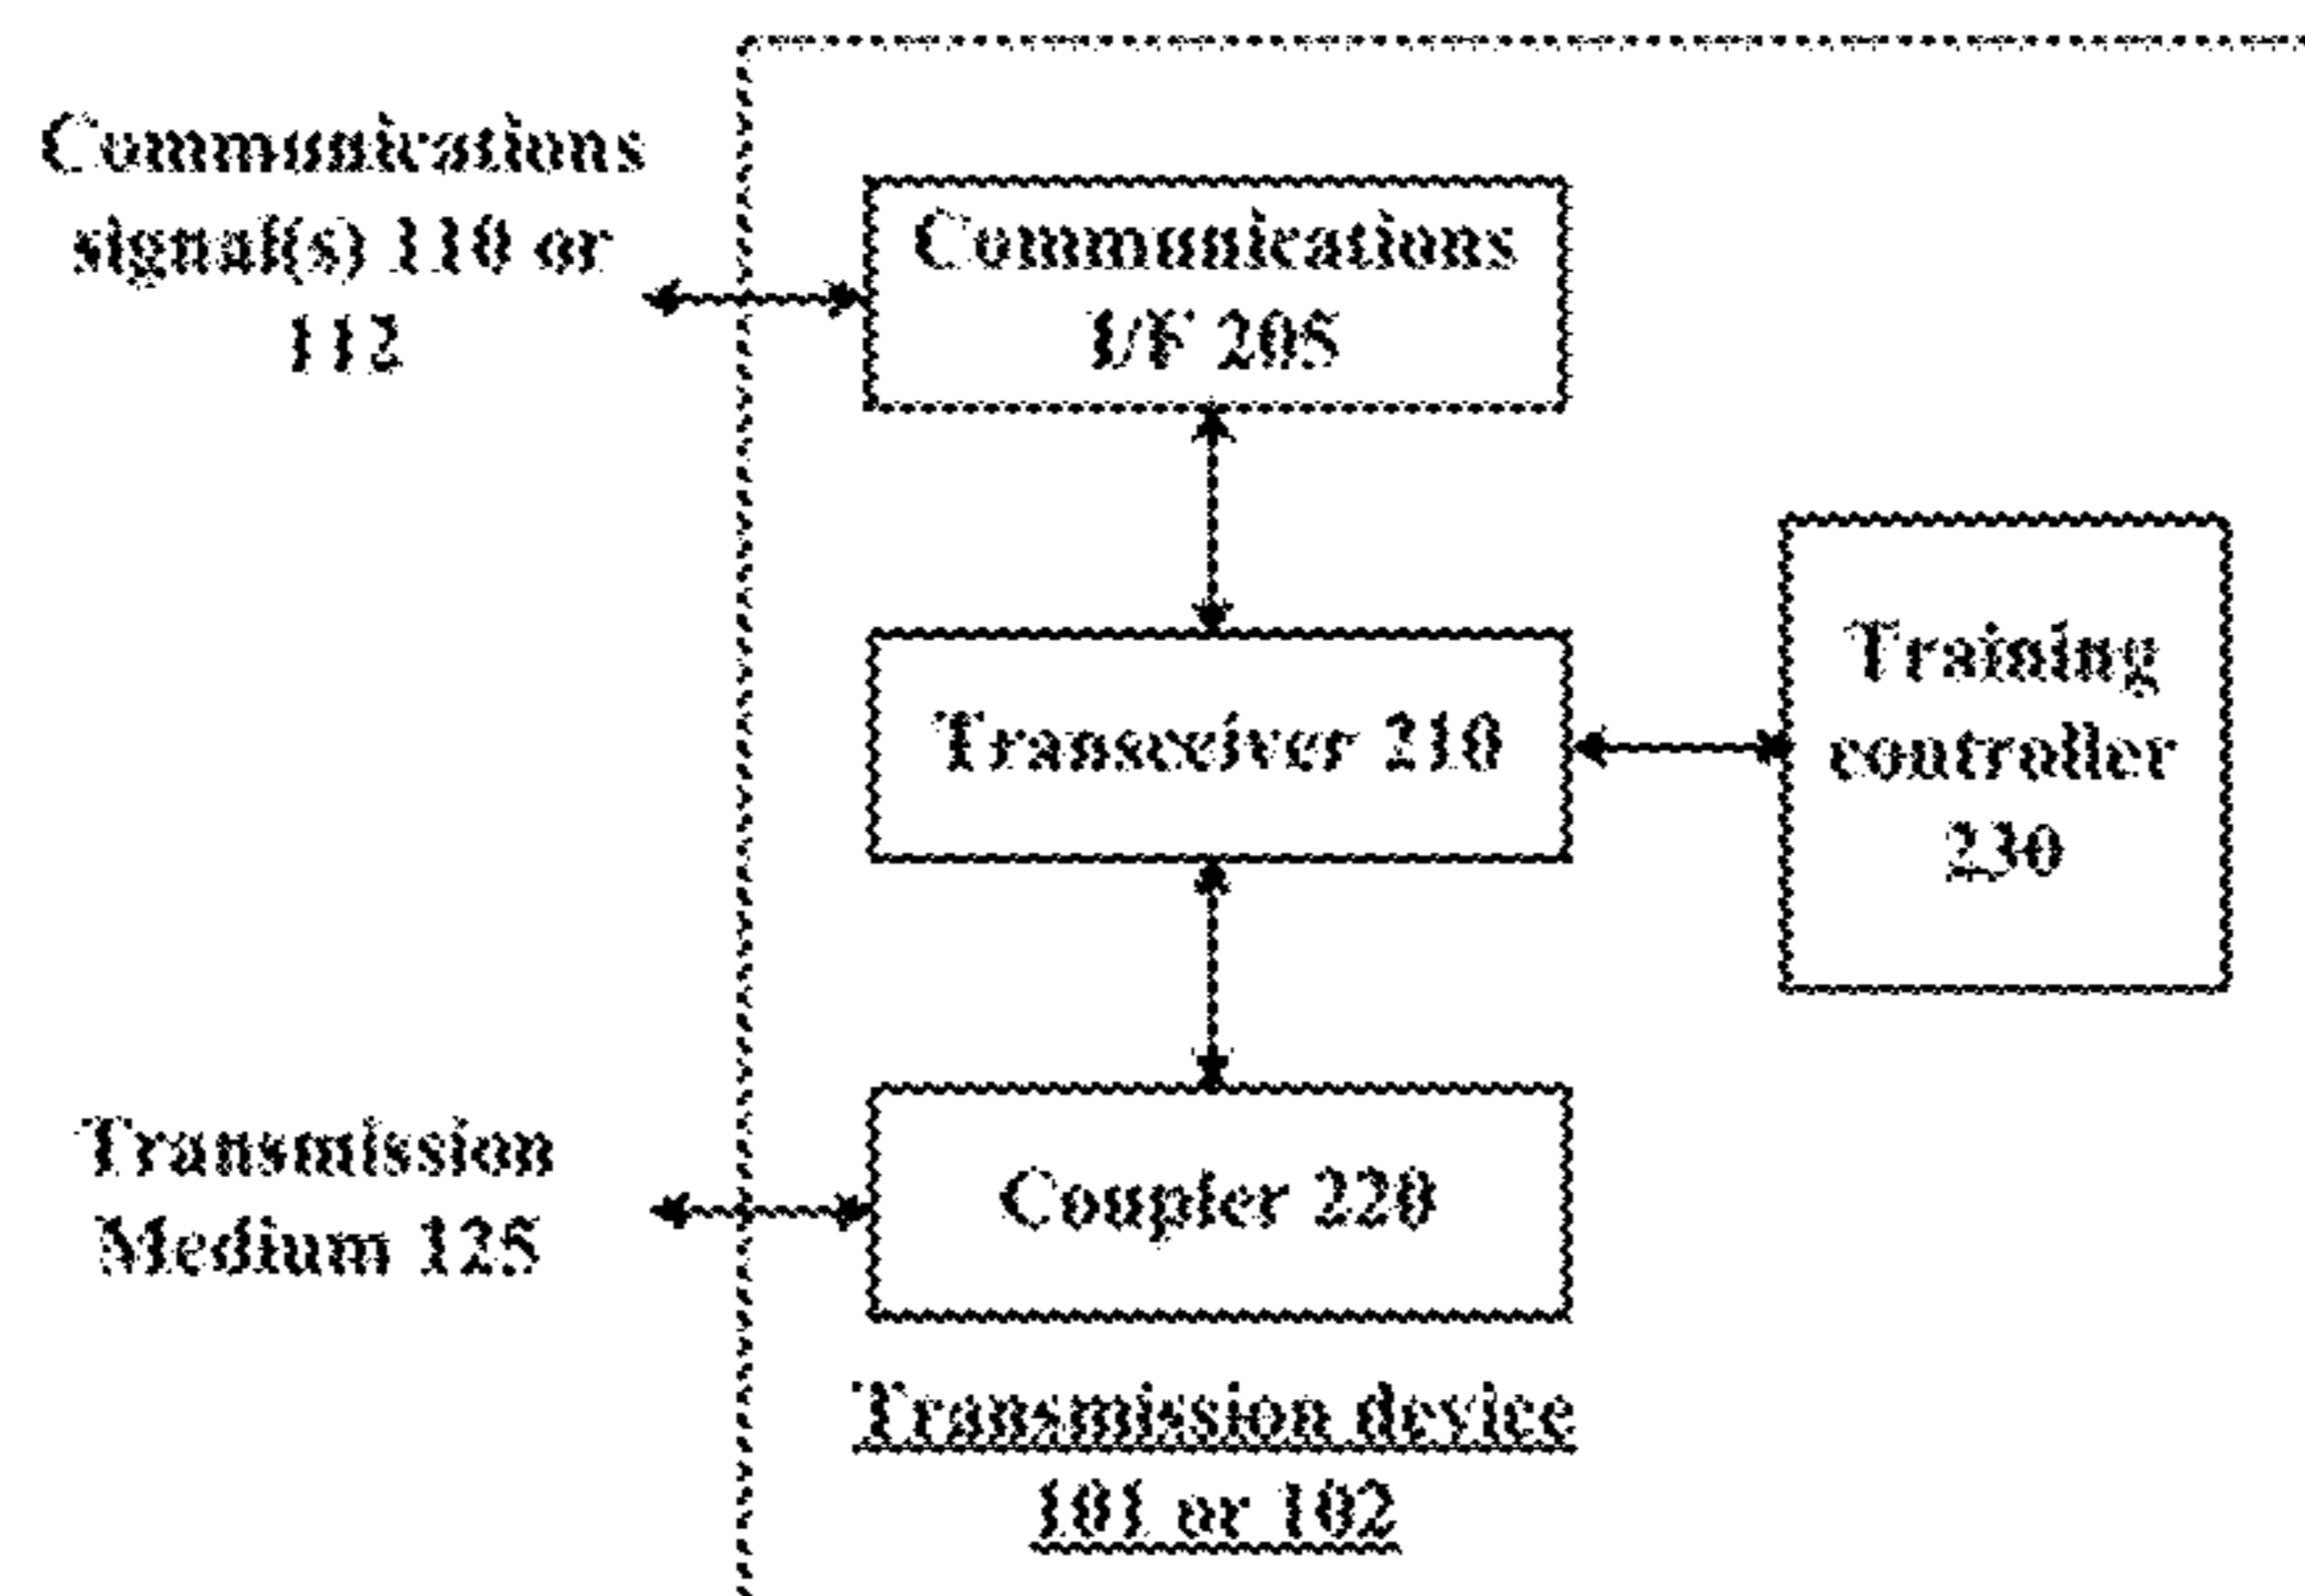 Communications
signal(s) 110 or
112
Communications
I/F 205
Transceiver 210
Training
controller
230
Transmission
Medium 125
Coupler 220
Transmission device
101 or 102